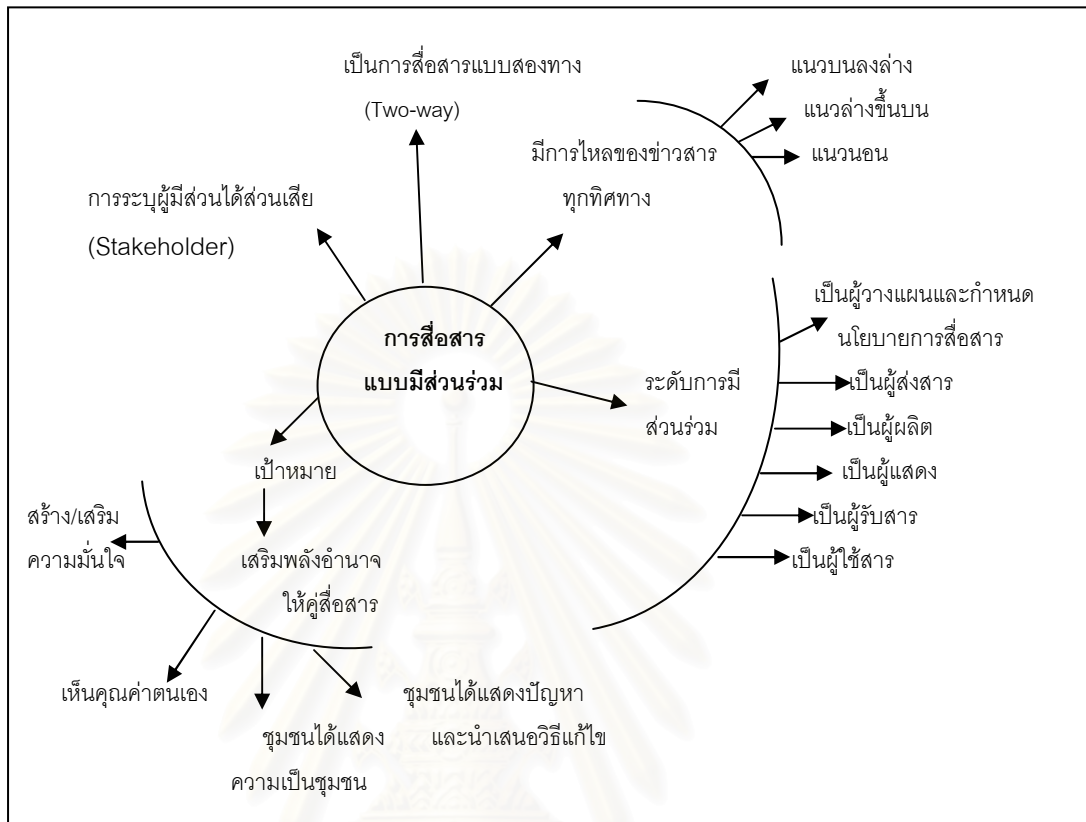 เป็นการสื่อสารแบบสองทาง
(Two-way)
แนวบนลงล่าง
แนวล่างขึ้นบน
แนวนอน
มีการไหลของข่าวสาร
ทุกทิศทาง
การระบุผู้มีส่วนได้ส่วนเสีย
(Stakeholder)
การสื่อสาร
แบบมีส่วนร่วม
ระดับการมี
ส่วนร่วม
เป็นผู้วางแผนและกำหนด
นโยบายการสื่อสาร
เป็นผู้ส่งสาร
เป็นผู้ผลิต
เป็นผู้แสดง
เป็นผู้รับสาร
เป็นผู้ใช้สาร
เป้าหมาย
เสริมพลังอำนาจ
ให้คู่สื่อสาร
สร้าง/เสริม
ความมั่นใจ
เห็นคุณค่าตนเอง
ชุมชนได้แสดง
ความเป็นชุมชน
ชุมชนได้แสดงปัญหา
และนำเสนอวิธีแก้ไข